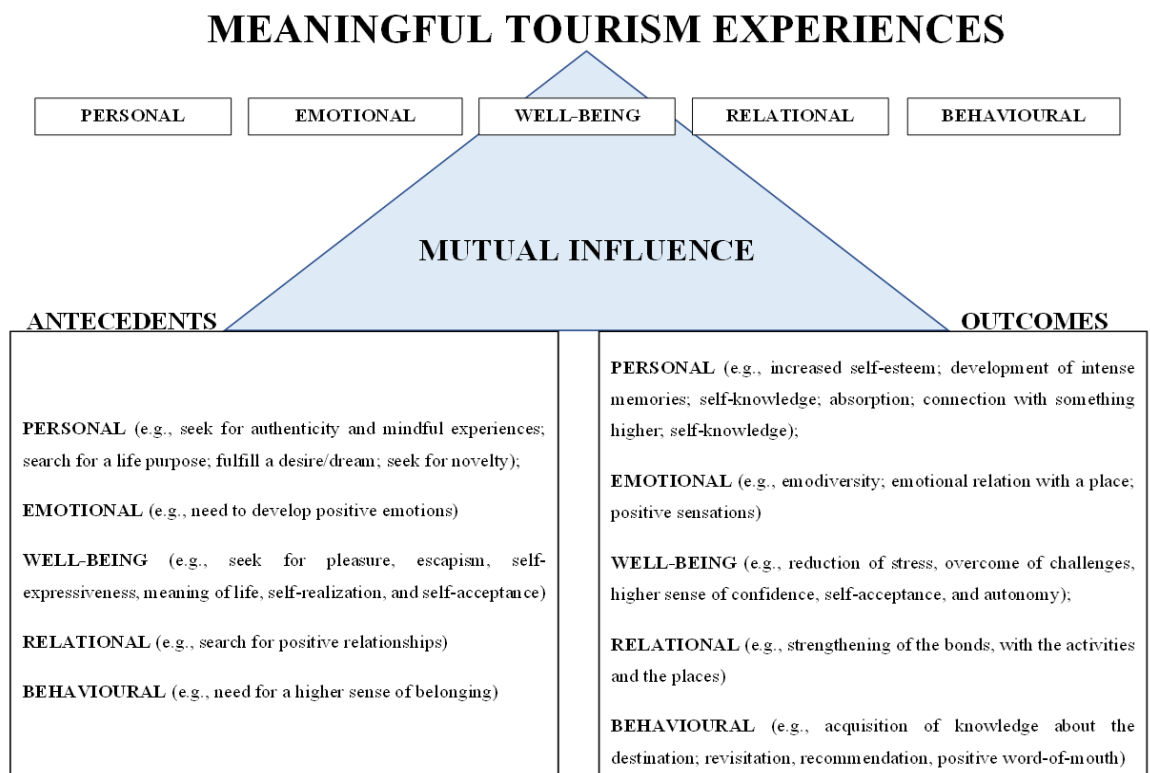 MEANINGFUL TOURISM EXPERIENCES
PERSONAL
EMOTIONAL
WELL-BEING
RELATIONAL
BEHAVIOURAL
MUTUAL INFLUENCE
ANTECEDENTS
PERSONAL (e.g., seek for authenticity and mindful experiences;
search for a life purpose; fulfill a desire/dream; seek for novelty);
EMOTIONAL (e.g., need to develop positive emotions)
WELL-BEING (e.g., seek for pleasure, escapism, self-
expressiveness, meaning of life, self-realization, and self-acceptance)
RELATIONAL (e.g., search for positive relationships)
BEHAVIOURAL (e.g., need for a higher sense of belonging)
OUTCOMES
PERSONAL (e.g., increased self-esteem; development of intense
memories; self-knowledge; absorption; connection with something
higher; self-knowledge);
EMOTIONAL (e.g., emodiversity; emotional relation with a place;
positive sensations)
WELL-BEING (e.g., reduction of stress, overcome of challenges,
higher sense of confidence, self-acceptance, and autonomy);
RELATIONAL (e.g., strengthening of the bonds, with the activities
and the places)
BEHAVIOURAL (e.g., acquisition of knowledge about the
destination; revisitation, recommendation, positive word-of-mouth)